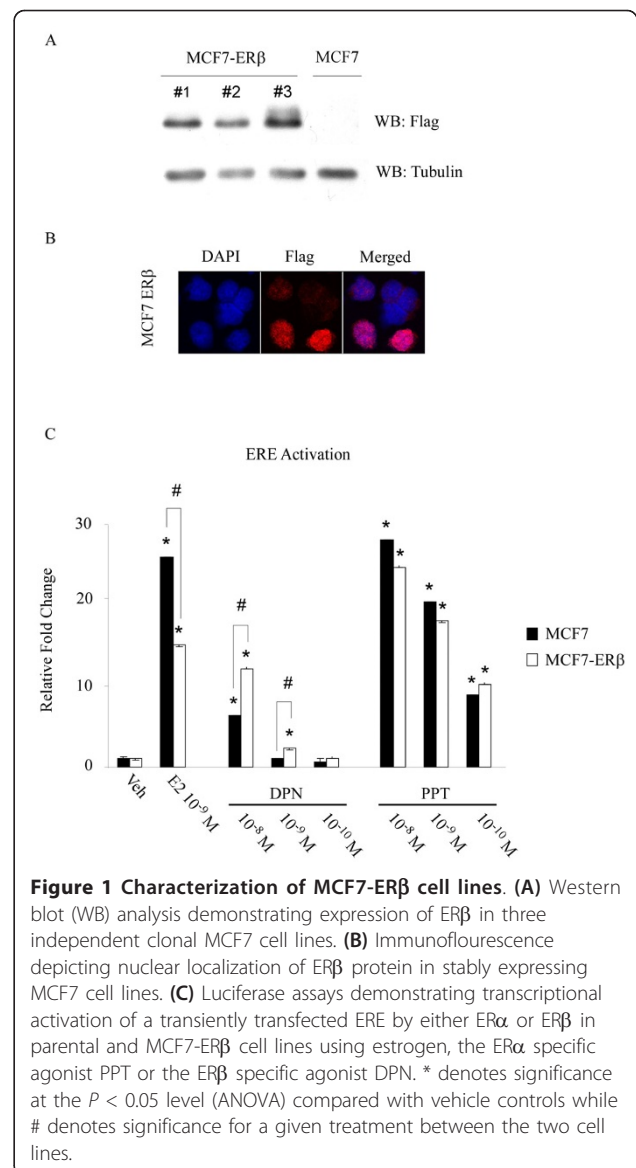 A
MCF7-ERβ MCF7
#1 #2 #3
WB: Flag
WB: Tubulin
B
DAPI Flag Merged
MCF7 ERβ
C
ERE Activation
#
*
*
#
*
*
#
*
*
*
*
*
*
*
30
20
10
0
Relative Fold Change
MCF7
MCF7-ERβ
Veh
E2 10⁻⁹ M
10⁻⁸ M
10⁻⁹ M
10⁻¹⁰ M
DPN
10⁻⁸ M
10⁻⁹ M
10⁻¹⁰ M
PPT
Figure 1 Characterization of MCF7-ERβ cell lines. (A) Western
blot (WB) analysis demonstrating expression of ERβ in three
independent clonal MCF7 cell lines. (B) Immunoflourescence
depicting nuclear localization of ERβ protein in stably expressing
MCF7 cell lines. (C) Luciferase assays demonstrating transcriptional
activation of a transiently transfected ERE by either ERα or ERβ in
parental and MCF7-ERβ cell lines using estrogen, the ERα specific
agonist PPT or the ERβ specific agonist DPN. * denotes significance
at the P < 0.05 level (ANOVA) compared with vehicle controls while
# denotes significance for a given treatment between the two cell
lines.